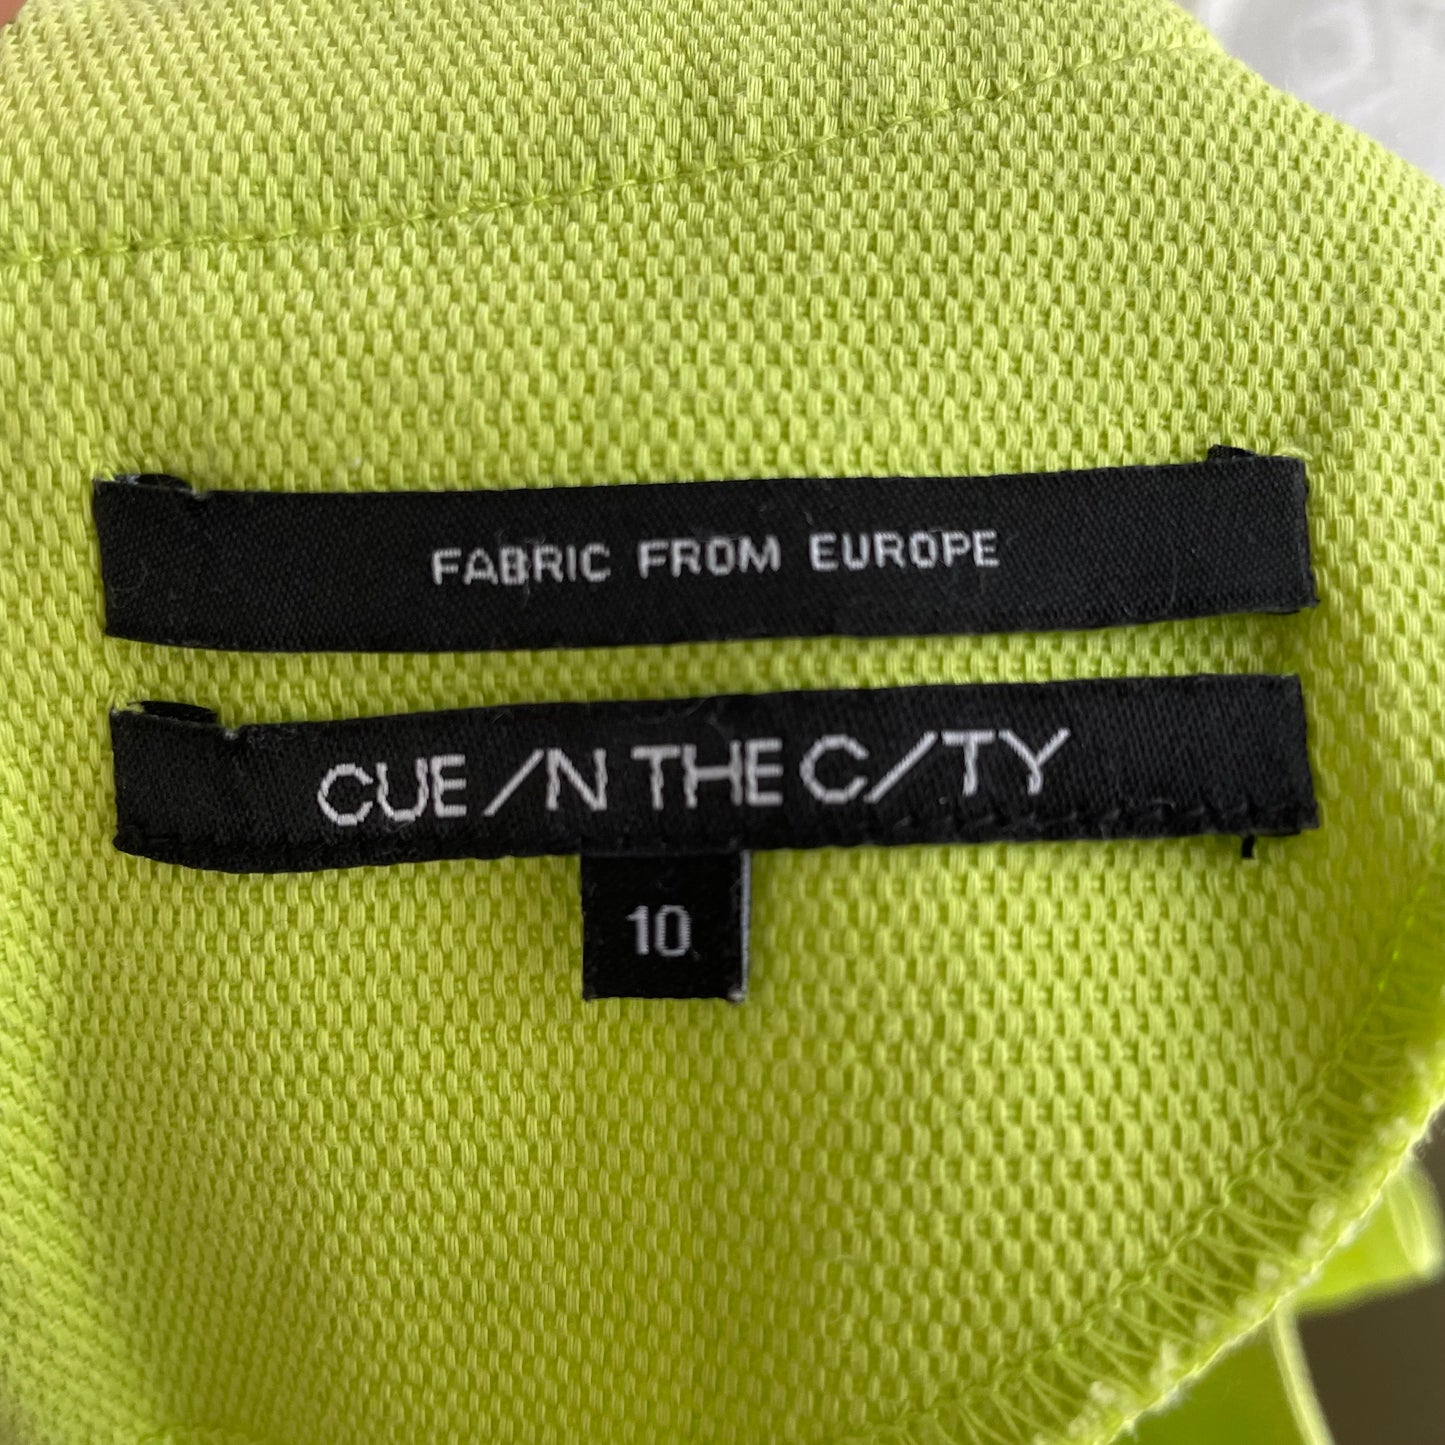 FABRIC FROM EUROPE
CUE /N THE C/TY
10